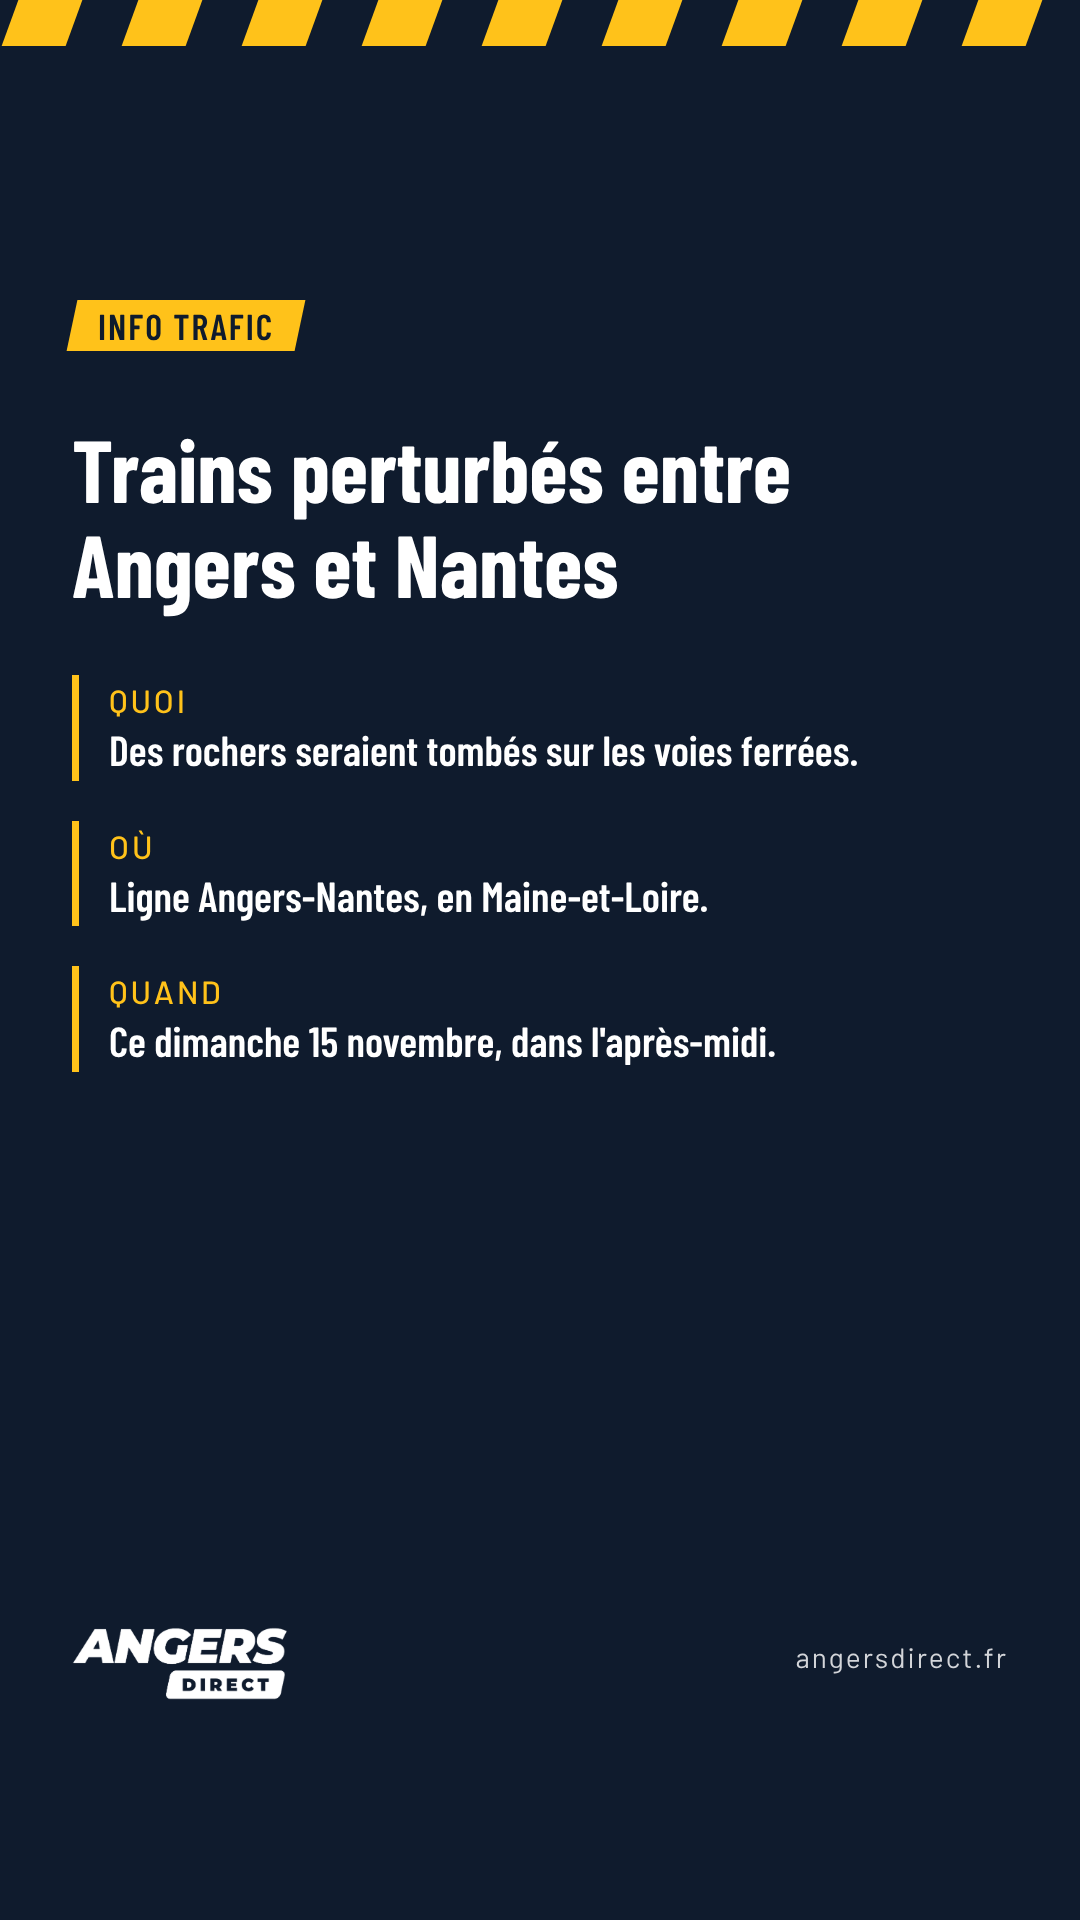 INFO TRAFIC
Trains perturbés entre
Angers et Nantes
QUOI
Des rochers seraient tombés sur les voies ferrées.
OÙ
Ligne Angers-Nantes, en Maine-et-Loire.
QUAND
Ce dimanche 15 novembre, dans l'après-midi.
ANGERS
DIRECT
angersdirect.fr